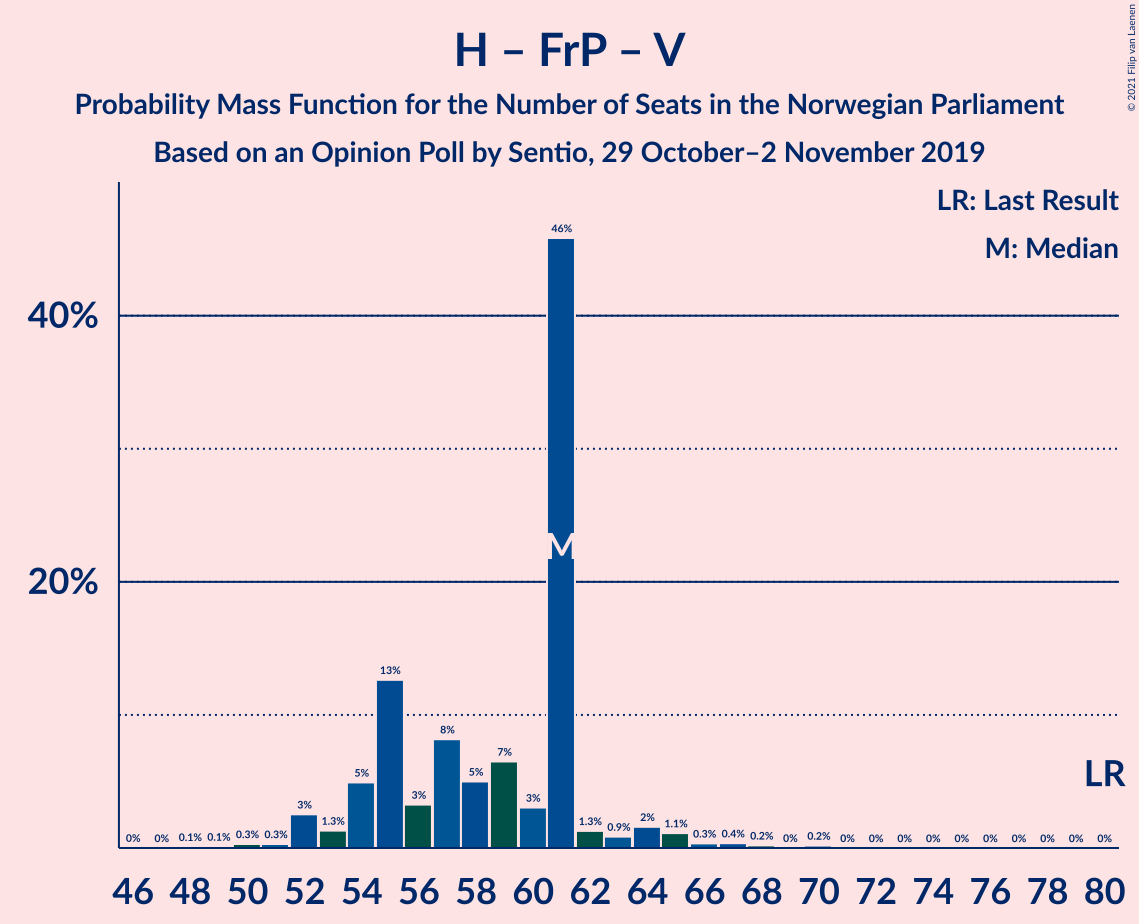 H – FrP – V
Probability Mass Function for the Number of Seats in the Norwegian Parliament
Based on an Opinion Poll by Sentio, 29 October–2 November 2019
© 2021 Filip van Laenen
LR: Last Result
M: Median
40%
20%
0% 0% 0.1% 0.1% 0.3% 0.3% 3% 1.3% 5% 13% 3% 8% 5% 7% 3% 46% 1.3% 0.9% 2% 1.1% 0.3% 0.4% 0.2% 0% 0.2% 0% 0% 0% 0% 0% 0% 0% 0% 0% 0%
M
LR
46 48 50 52 54 56 58 60 62 64 66 68 70 72 74 76 78 80